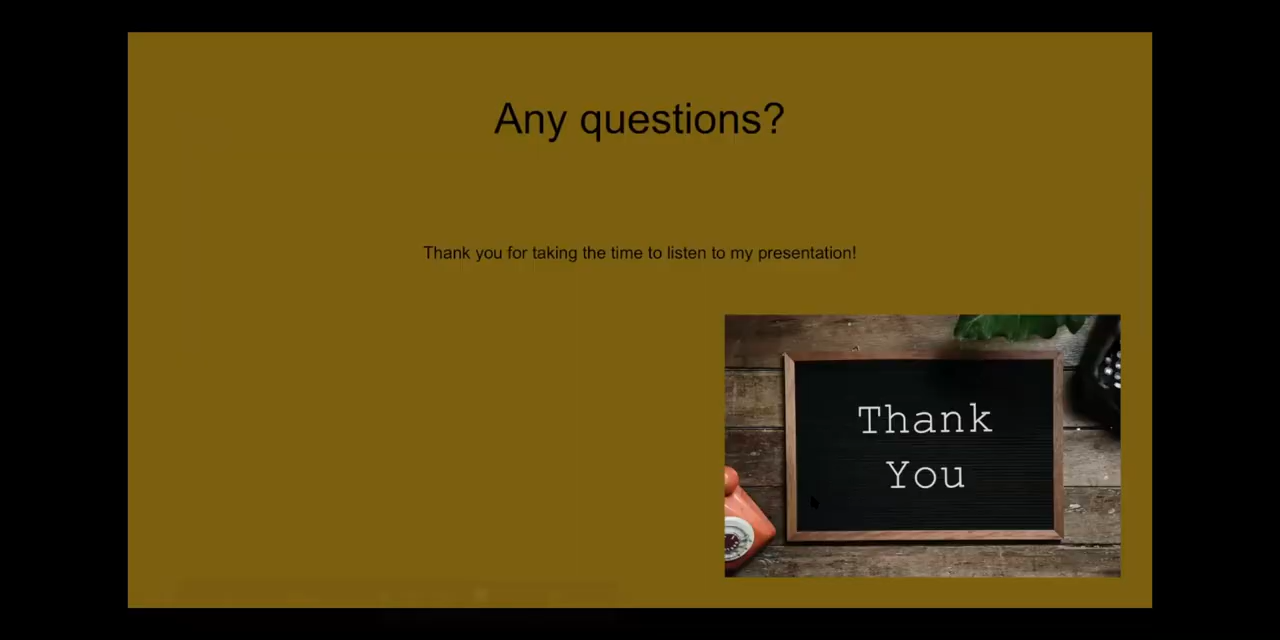 Any questions?
Thank you for taking the time to listen to my presentation!
Thank
You